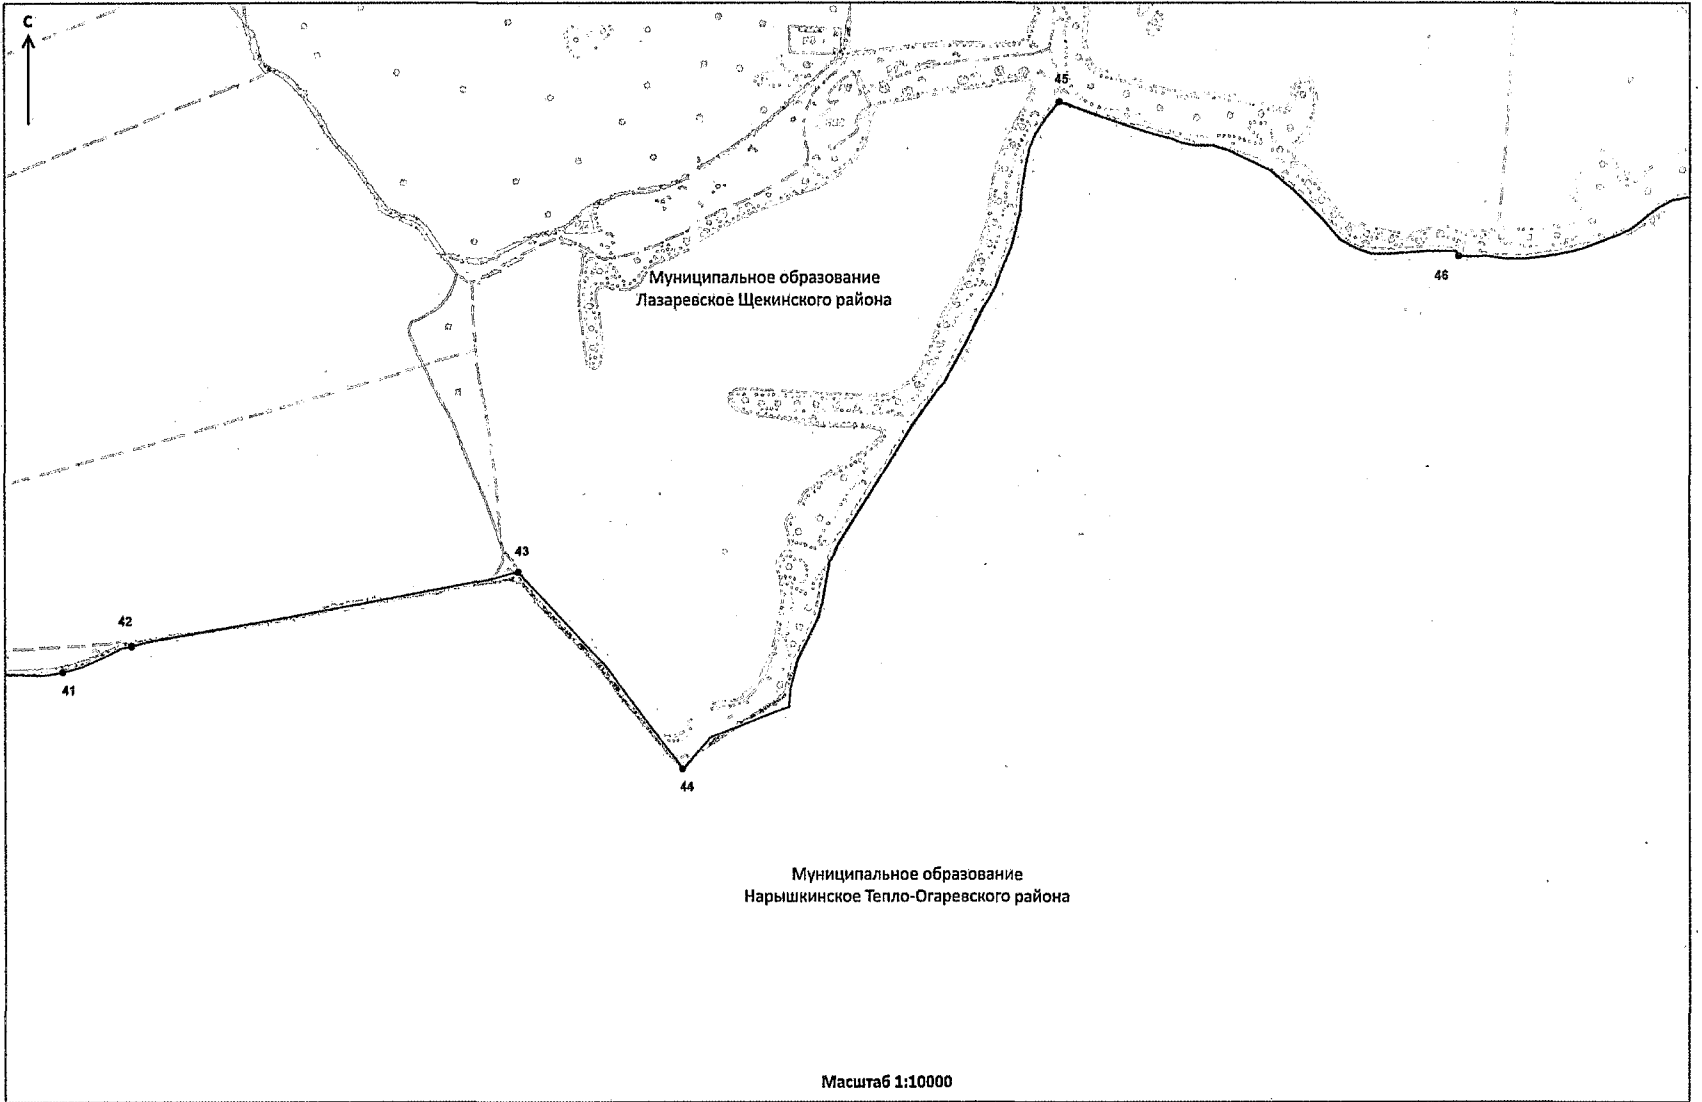 С
45
46
Муниципальное образование
Лазаревское Щекинского района
43
42
41
44
Муниципальное образование
Нарышкинское Тепло-Огаревского района
Масштаб 1:10000